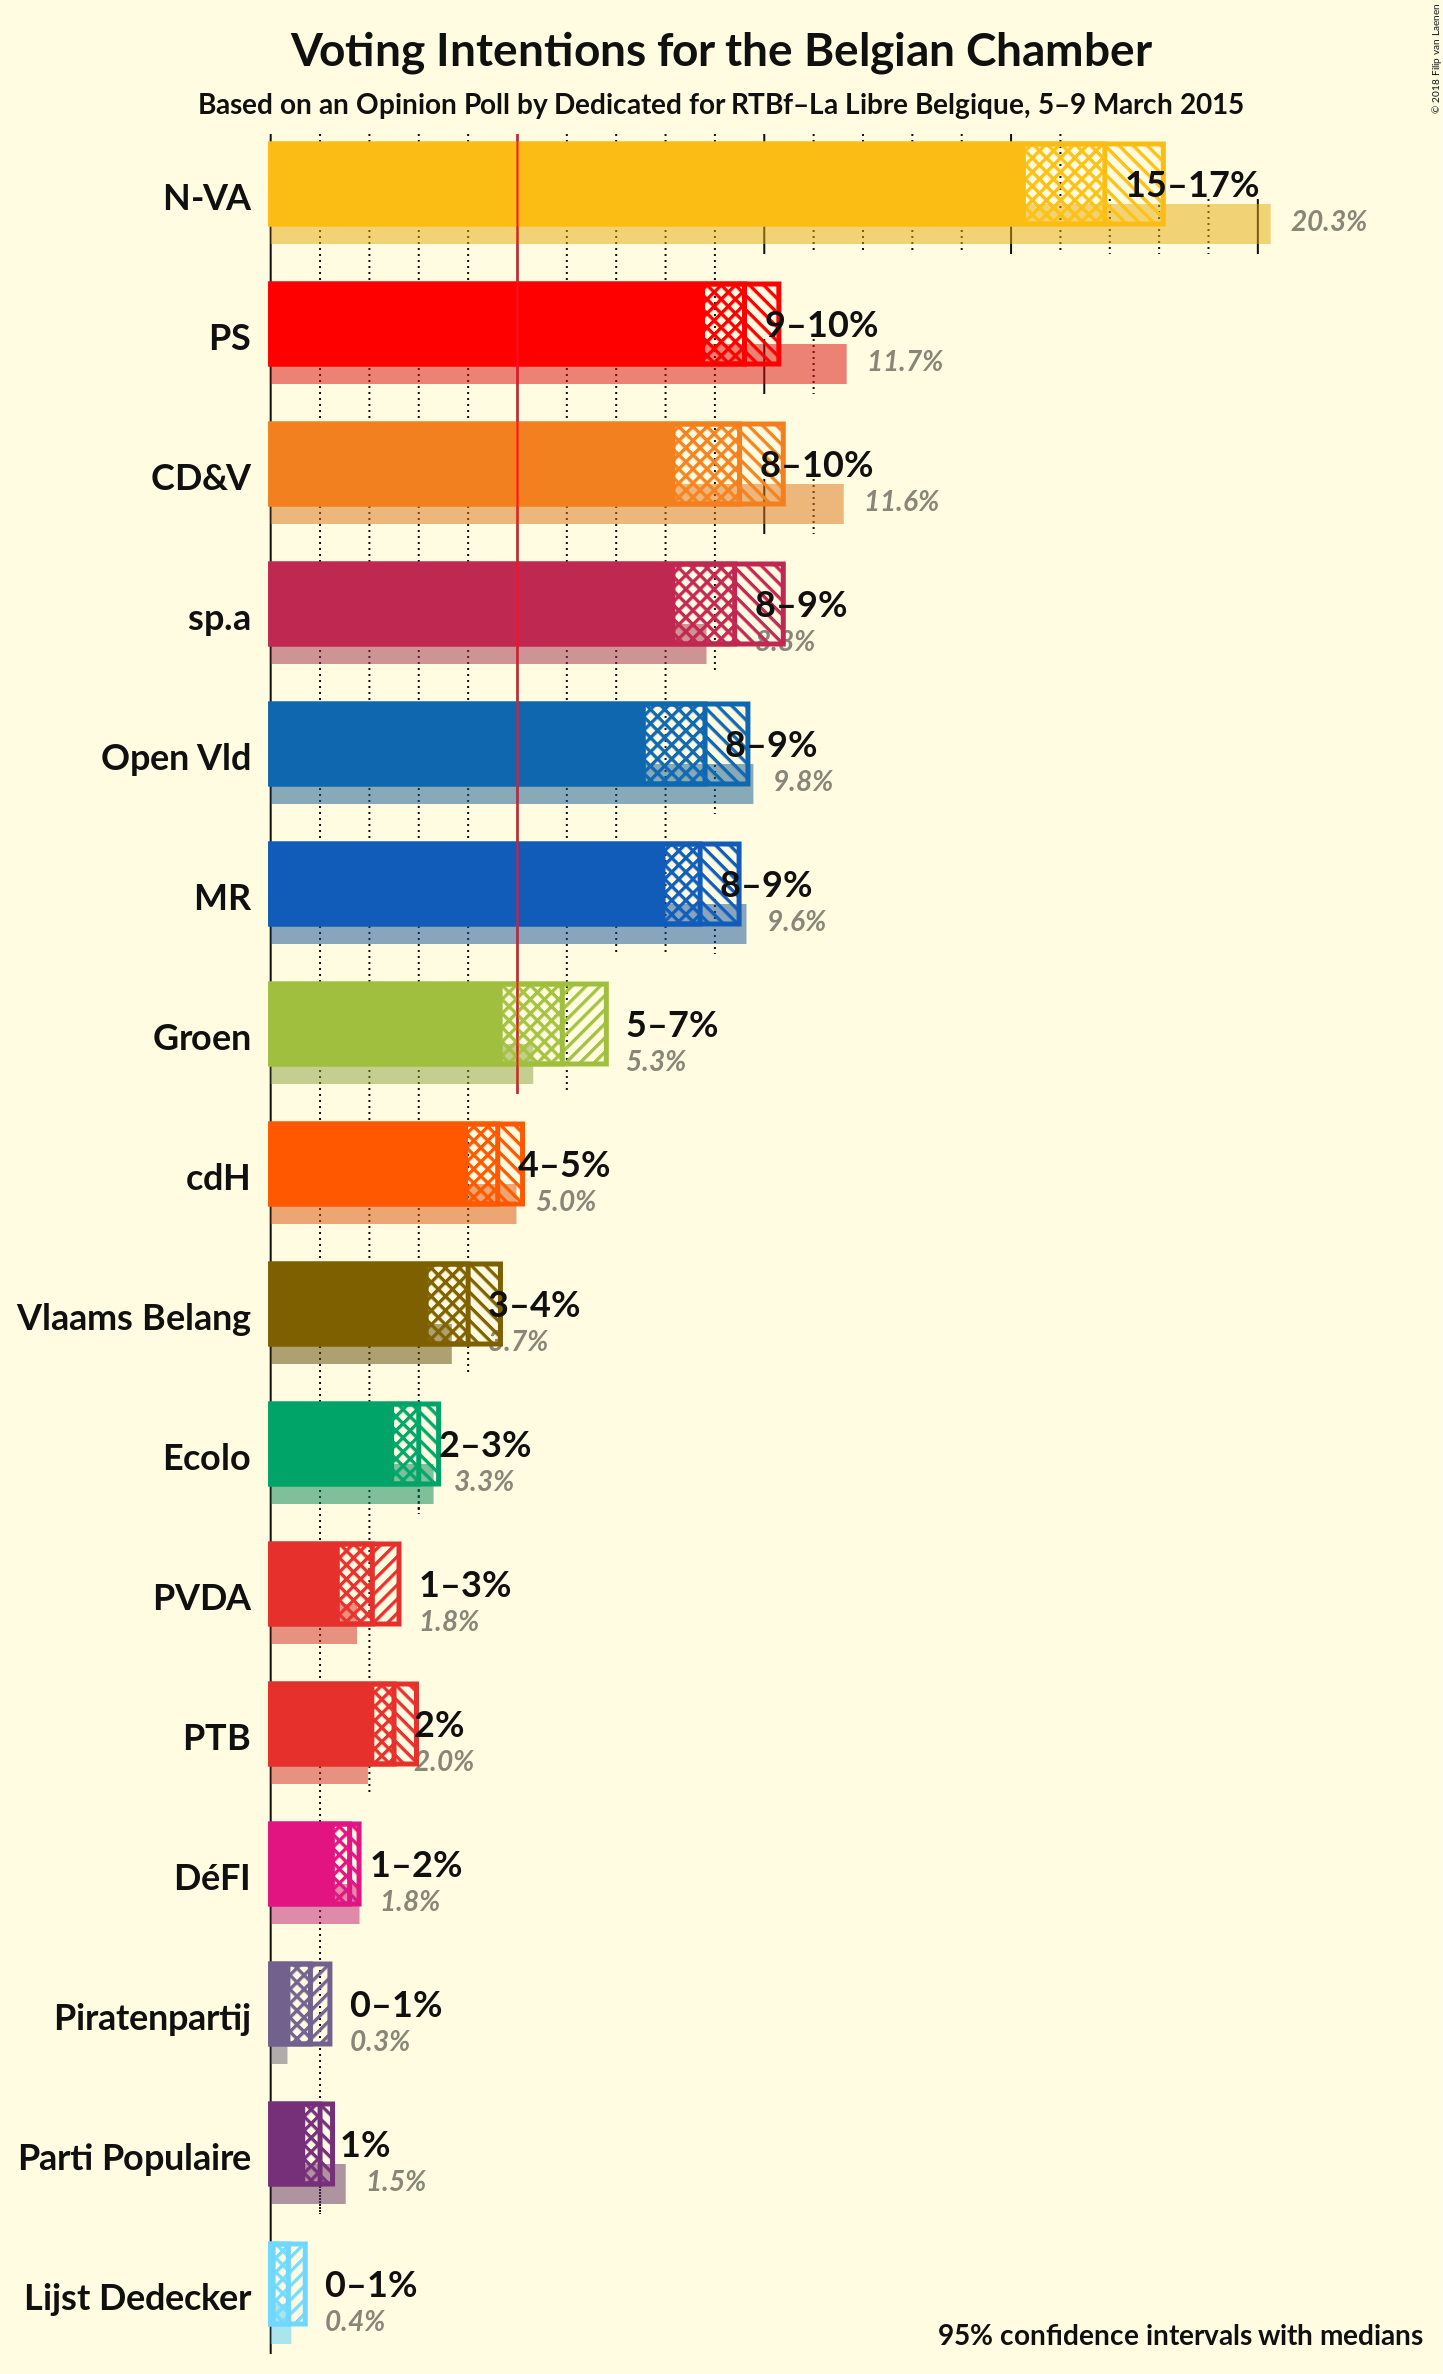 Voting Intentions for the Belgian Chamber
Based on an Opinion Poll by Dedicated for RTBf–La Libre Belgique, 5–9 March 2015
© 2018 Filip van Laenen
N-VA
15–17%
20.3%
PS
9–10%
11.7%
CD&V
8–10%
11.6%
sp.a
8–9%
8.8%
Open Vld
8–9%
9.8%
MR
8–9%
9.6%
Groen
5–7%
5.3%
cdH
4–5%
5.0%
Vlaams Belang
3–4%
3.7%
Ecolo
2–3%
3.3%
PVDA
1–3%
1.8%
PTB
2%
2.0%
DéFI
1–2%
1.8%
Piratenpartij
0–1%
0.3%
Parti Populaire
1%
1.5%
Lijst Dedecker
0–1%
0.4%
95% confidence intervals with medians